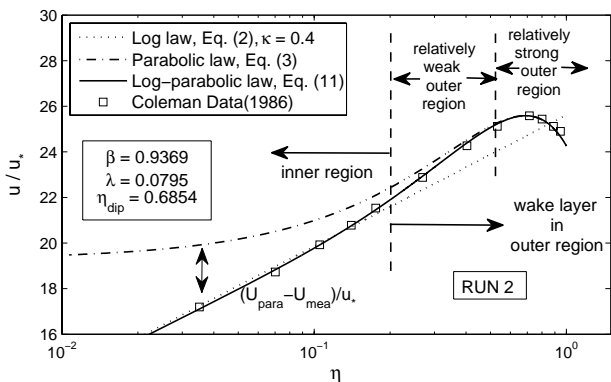 Log law, Eq. (2), κ = 0.4
Parabolic law, Eq. (3)
Log−parabolic law, Eq. (11)
Coleman Data(1986)
relatively
weak
outer
region
relatively
strong
outer
region
β = 0.9369
λ = 0.0795
η_dip = 0.6854
inner region
wake layer
in
outer region
(U_para−U_mea)/u_*
RUN 2
u / u_*
28
26
24
22
20
18
16
10^−2
10^−1
10^0
η